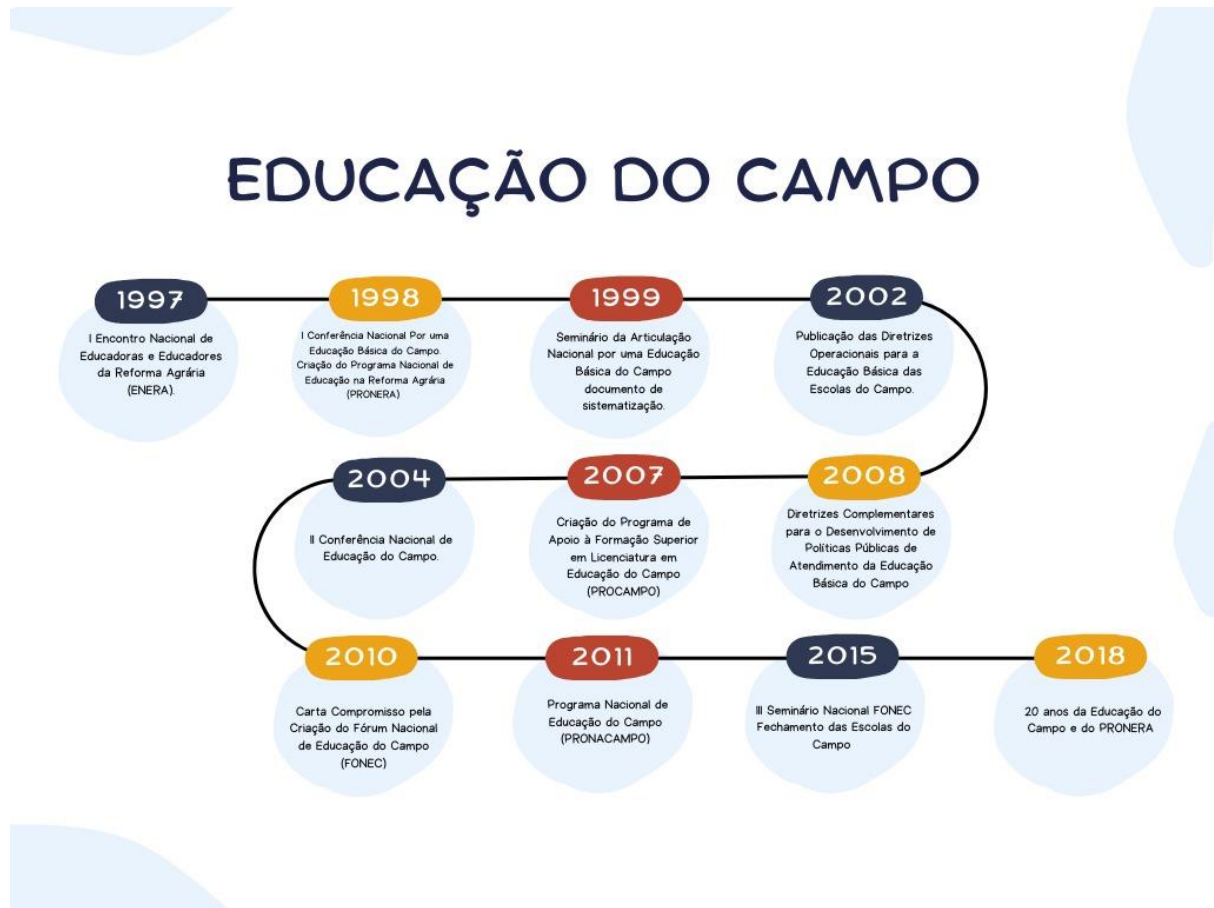 EDUCAÇÃO DO CAMPO
1997
I Encontro Nacional de
Educadoras e Educadores
da Reforma Agrária
(ENERA).
1998
I Conferência Nacional Por uma
Educação Básica do Campo.
Criação do Programa Nacional de
Educação na Reforma Agrária
(PRONERA)
1999
Seminário da Articulação
Nacional por uma Educação
Básica do Campo
documento de
sistematização.
2002
Publicação das Diretrizes
Operacionais para a
Educação Básica das
Escolas do Campo.
2004
II Conferência Nacional de
Educação do Campo.
2007
Criação do Programa de
Apoio à Formação Superior
em Licenciatura em
Educação do Campo
(PROCAMPO)
2008
Diretrizes Complementares
para o Desenvolvimento de
Políticas Públicas de
Atendimento da Educação
Básica do Campo
2010
Carta Compromisso pela
Criação do Fórum Nacional
de Educação do Campo
(FONEC)
2011
Programa Nacional de
Educação do Campo
(PRONACAMPO)
2015
III Seminário Nacional FONEC
Fechamento das Escolas do
Campo
2018
20 anos da Educação do
Campo e do PRONERA